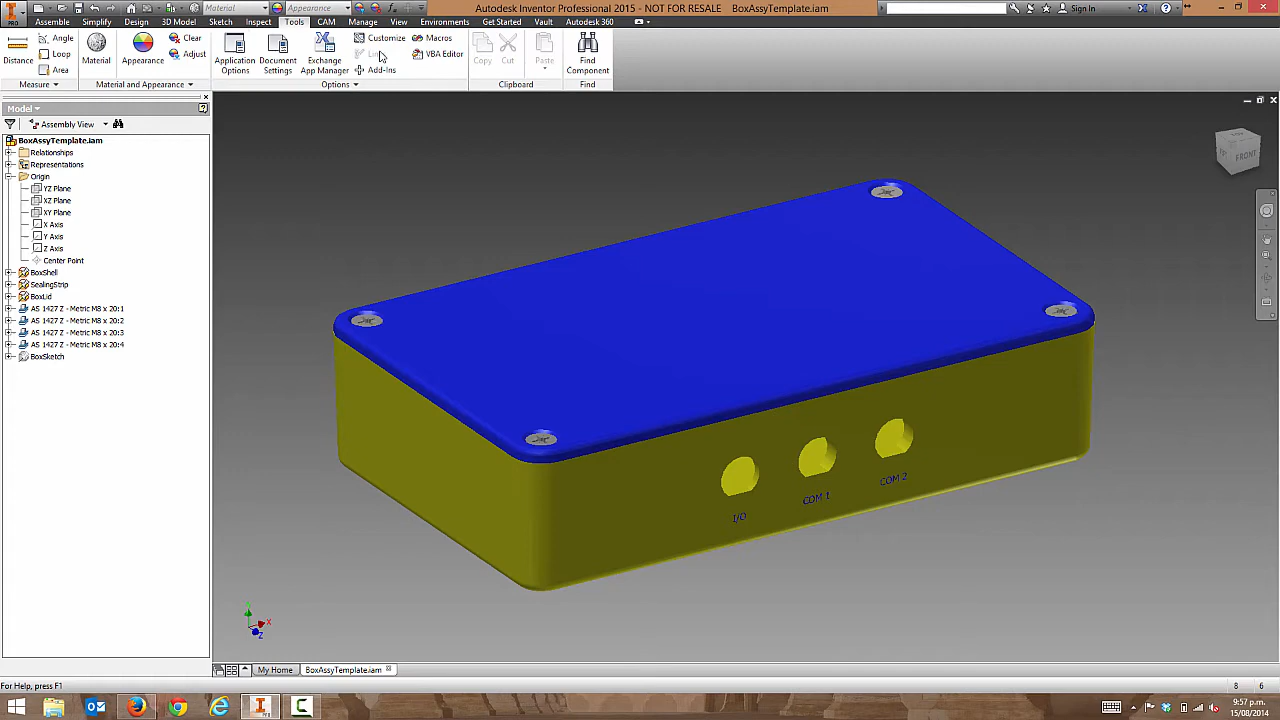 Material
Appearance
Autodesk Inventor Professional 2015 - NOT FOR RESALE BoxAssyTemplate.iam
Sign In
PRO
Assemble Simplify Design 3D Model Sketch Inspect Tools CAM Manage View Environments Get Started Vault Autodesk 360
Distance
Angle
Loop
Area
Material
Appearance
Clear
Adjust
Application Options
Document Settings
Exchange App Manager
Customize
Add-Ins
Macros
VBA Editor
Copy
Cut
Paste
Find Component
Measure
Material and Appearance
Options
Clipboard
Find
Model
Assembly View
BoxAssyTemplate.iam
Relationships
Representations
Origin
YZ Plane
XZ Plane
XY Plane
X Axis
Y Axis
Z Axis
Center Point
BoxShell
SealingStrip
BoxLid
AS 1427 Z - Metric M8 x 20:1
AS 1427 Z - Metric M8 x 20:2
AS 1427 Z - Metric M8 x 20:3
AS 1427 Z - Metric M8 x 20:4
BoxSketch
FRONT
I/O
COM 1
COM 2
X
Z
My Home
BoxAssyTemplate.iam
For Help, press F1
8 6
9:57 p.m.
15/08/2014